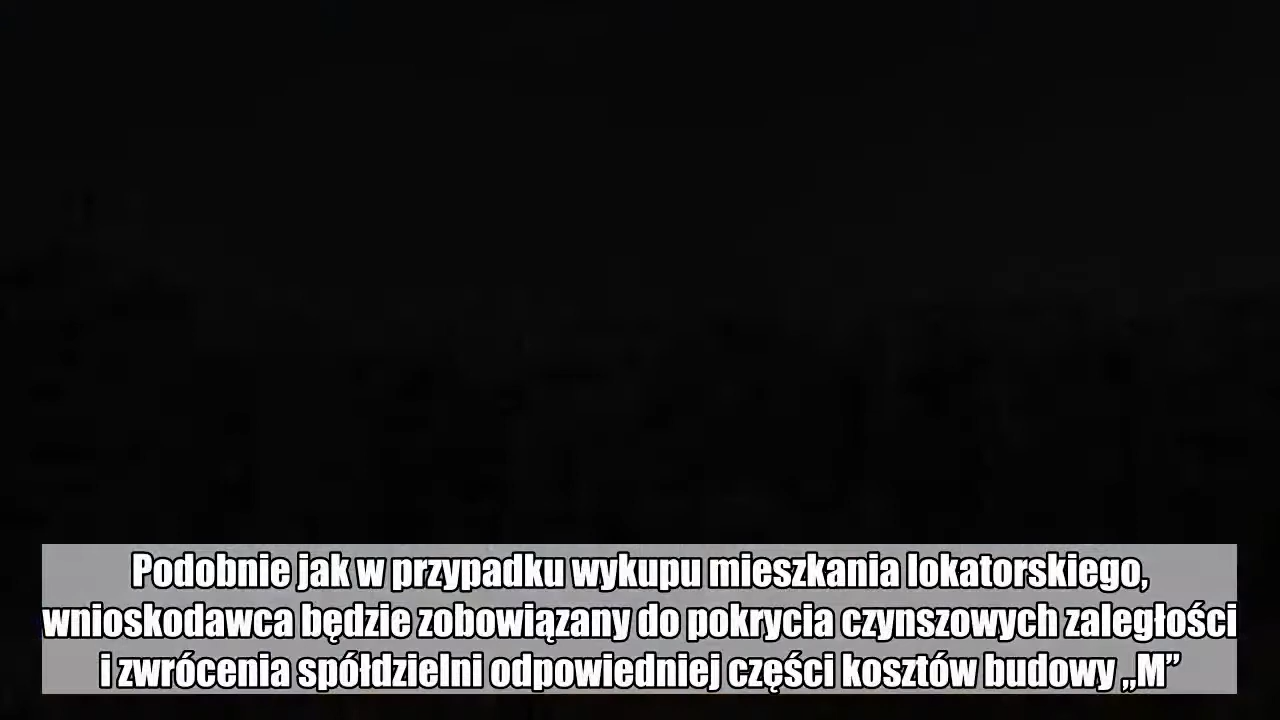 Podobnie jak w przypadku wykupu mieszkania lokatorskiego,
wnioskodawca będzie zobowiązany do pokrycia czynszowych zaległości
i zwrócenia spółdzielni odpowiedniej części kosztów budowy „M”